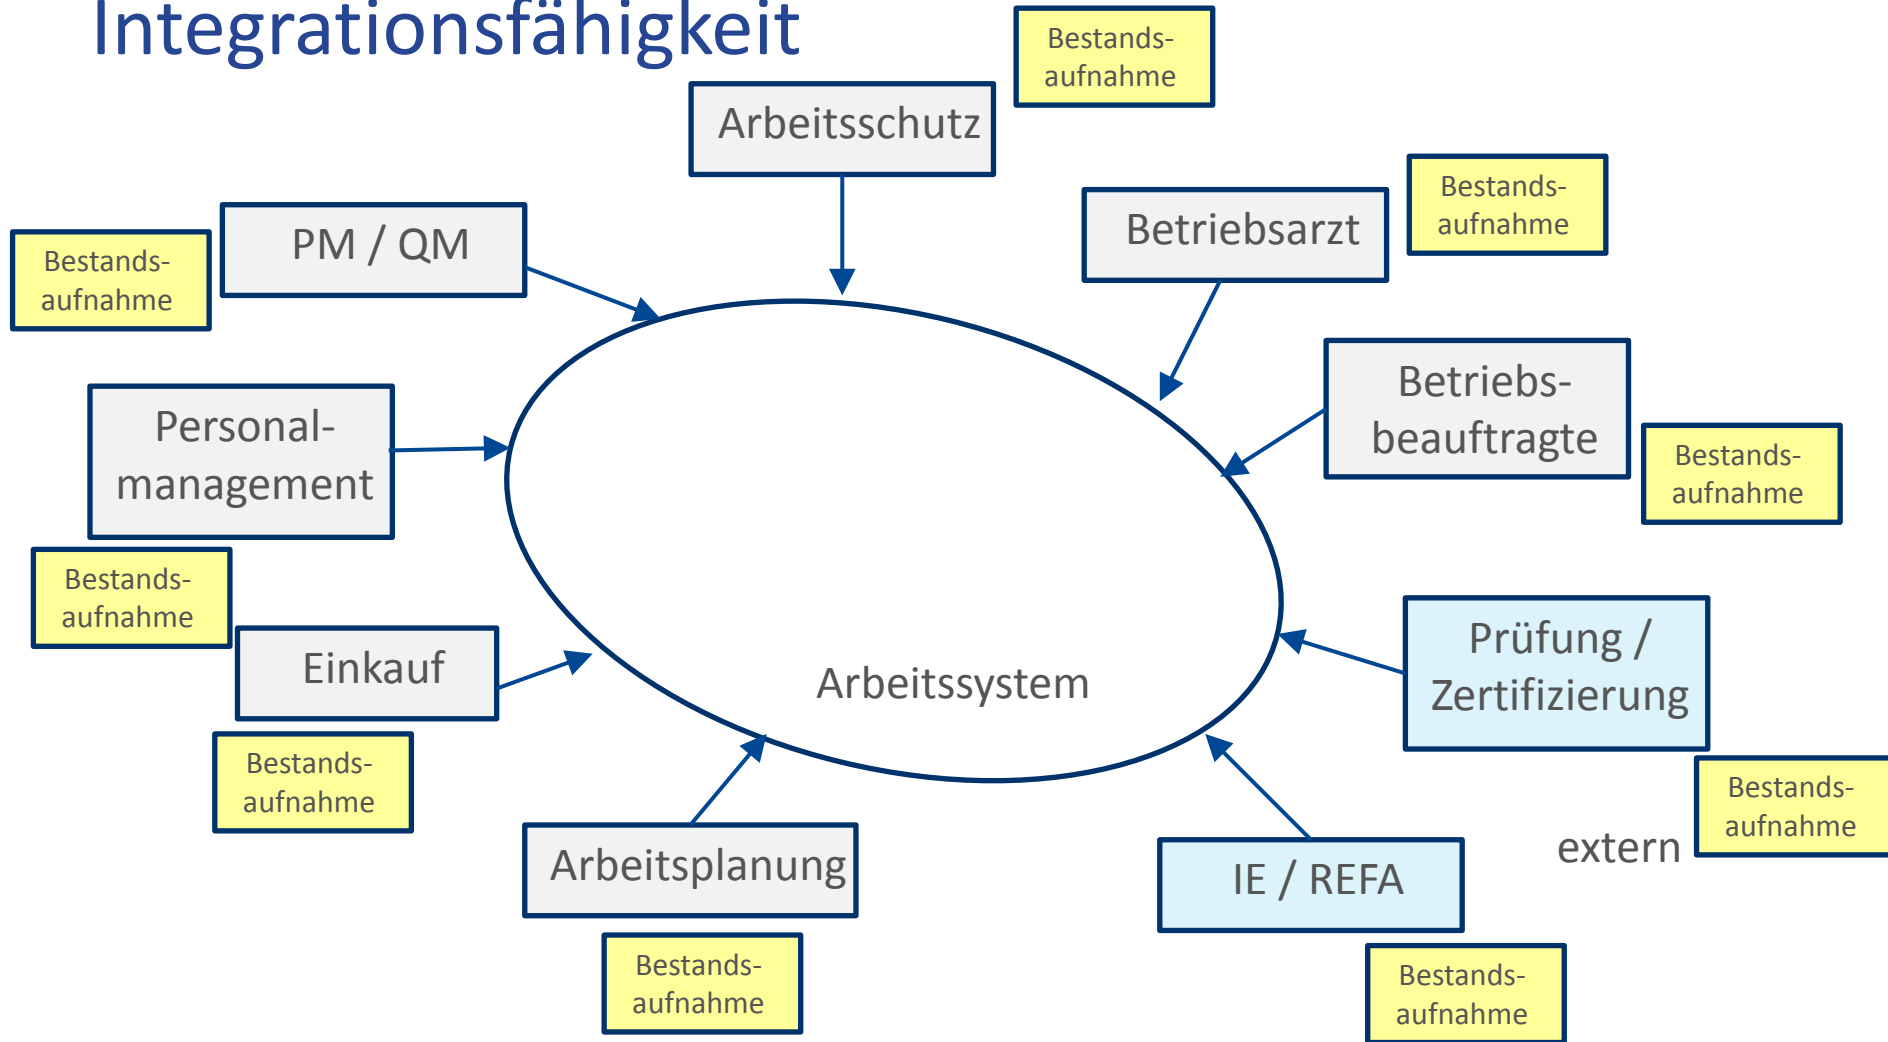 Integrationsfähigkeit
Bestands-
aufnahme
Arbeitsschutz
Bestands-
aufnahme
Betriebsarzt
PM / QM
Bestands-
aufnahme
Betriebs-
beauftragte
Bestands-
aufnahme
Personal-
management
Bestands-
aufnahme
Einkauf
Bestands-
aufnahme
Arbeitssystem
Prüfung /
Zertifizierung
Bestands-
aufnahme
extern
Arbeitsplanung
Bestands-
aufnahme
IE / REFA
Bestands-
aufnahme